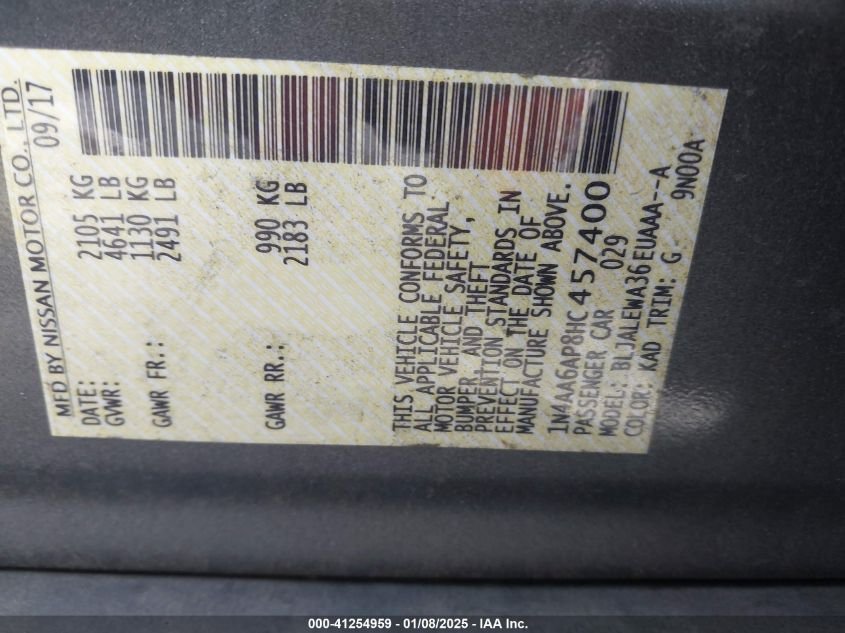 MFD BY NISSAN MOTOR CO., LTD.
DATE: 09/17
GVWR: 2105 KG
4641 LB
GAWR FR.: 1130 KG
2491 LB
GAWR RR.: 990 KG
2183 LB
THIS VEHICLE CONFORMS TO
ALL APPLICABLE FEDERAL
MOTOR VEHICLE SAFETY,
BUMPER AND THEFT
PREVENTION STANDARDS IN
EFFECT ON THE DATE OF
MANUFACTURE SHOWN ABOVE.
1N4AA6AP8HC457400
PASSENGER CAR 029
MODEL: BLJALEWA36EUAAA--A
COLOR: KAD TRIM: G 9N00A
000-41254959 - 01/08/2025 - IAA Inc.